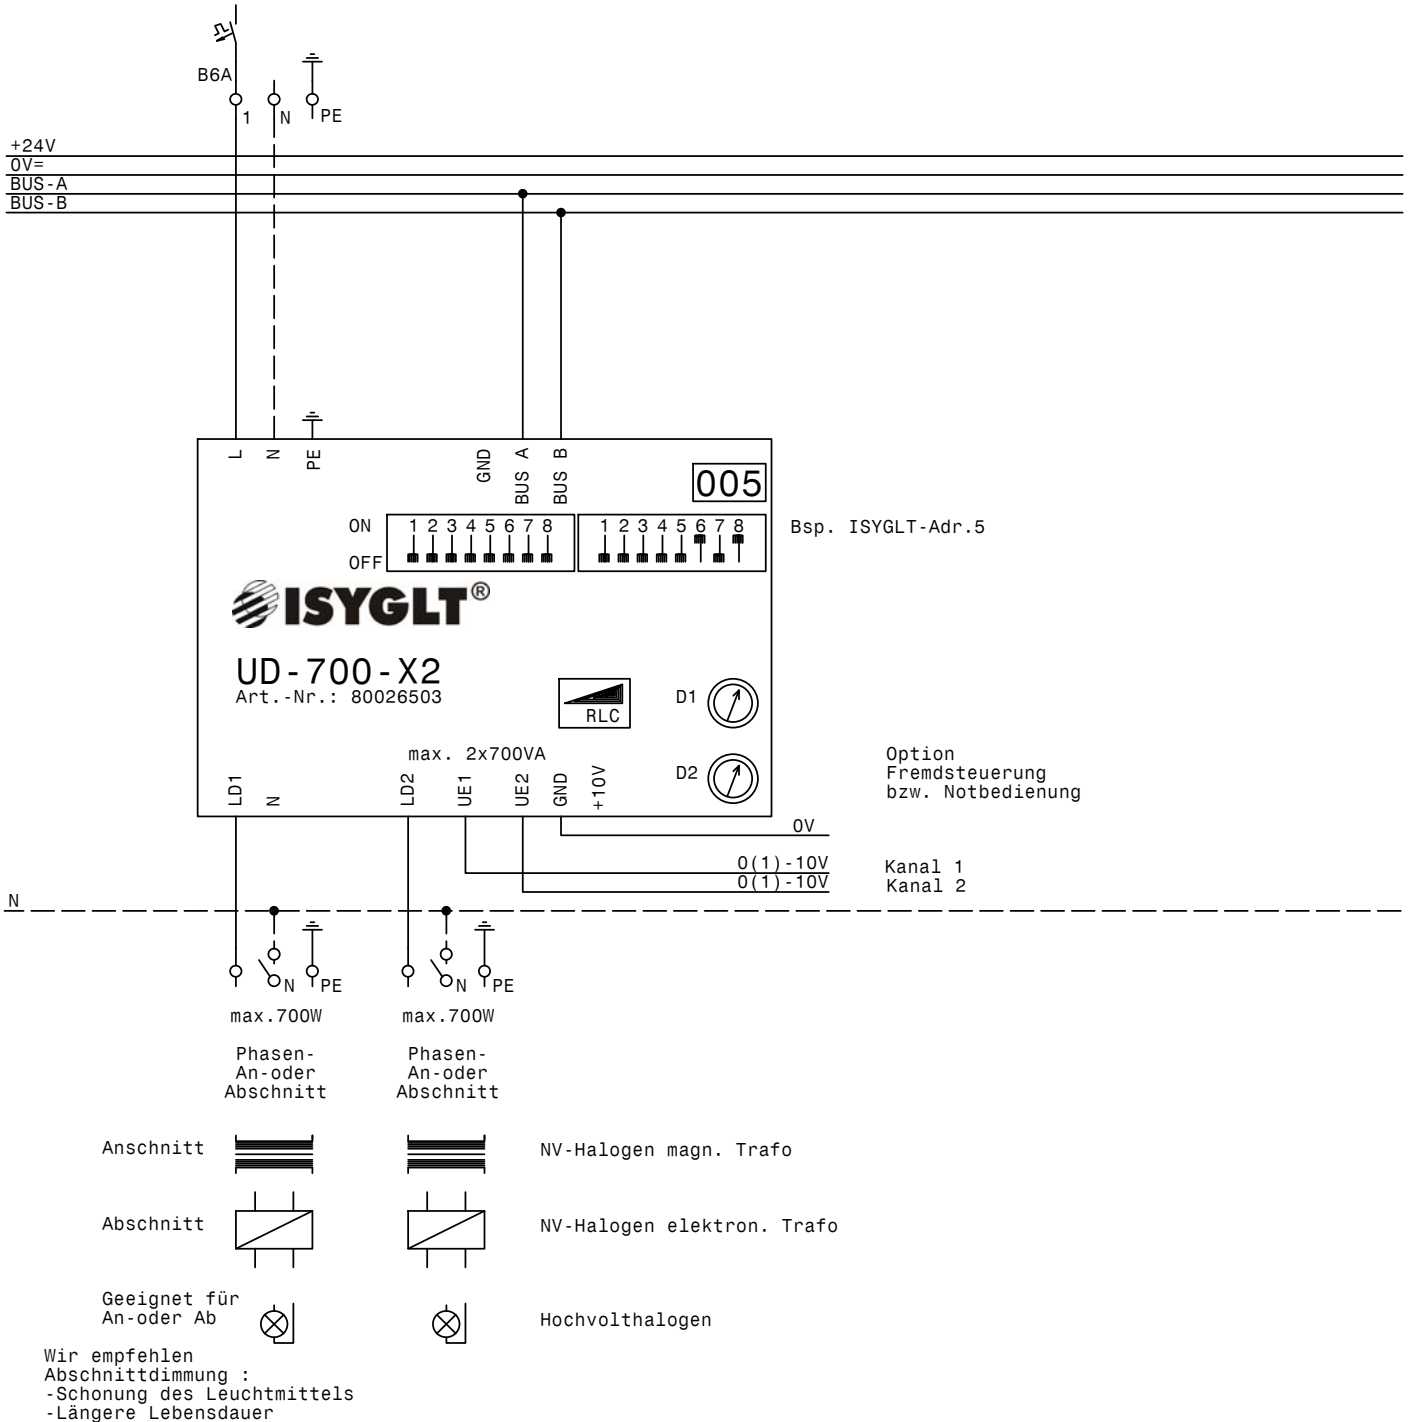 B6A
1 N PE
+24V
0V=
BUS-A
BUS-B
L N PE GND BUS A BUS B
005
ON 1 2 3 4 5 6 7 8 1 2 3 4 5 6 7 8 Bsp. ISYGLT-Adr.5
OFF
ISYGLT®
UD-700-X2
Art.-Nr.: 80026503
RLC
D1
max. 2x700VA
D2
LD1 N LD2 UE1 UE2 GND +10V
Option
Fremdsteuerung
bzw. Notbedienung
0V
0(1)-10V Kanal 1
0(1)-10V Kanal 2
N
N PE N PE
max.700W max.700W
Phasen- Phasen-
An-oder An-oder
Abschnitt Abschnitt
Anschnitt NV-Halogen magn. Trafo
Abschnitt NV-Halogen elektron. Trafo
Geeignet für
An-oder Ab Hochvolthalogen
Wir empfehlen
Abschnittdimmung :
-Schonung des Leuchtmittels
-Längere Lebensdauer